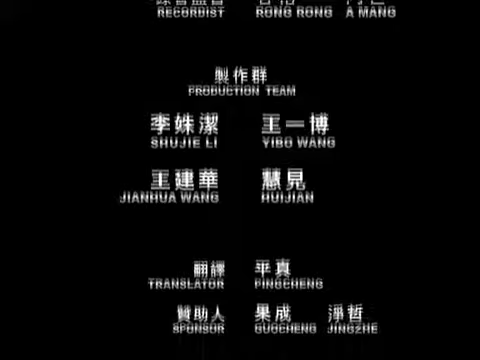 RECORDIST RONG RONG A MANG
製作群
PRODUCTION TEAM
李姝潔 王一博
SHUJIE LI YIBO WANG
王建華 慧見
JIANHUA WANG HUIJIAN
翻譯 平真
TRANSLATOR PINGCHENG
贊助人 果成 淨哲
SPONSOR GUOCHENG JINGZHE